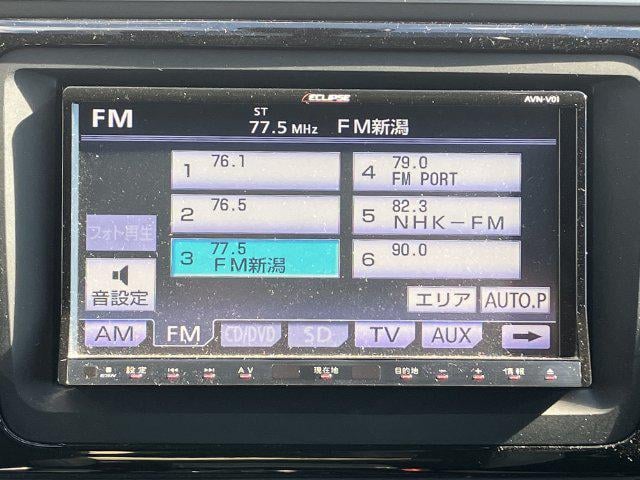 ECLIPSE
AVN-V01
FM
ST
77.5 MHz FM新潟
1 76.1
2 76.5
3 77.5
FM新潟
4 79.0
FM PORT
5 82.3
NHK-FM
6 90.0
フォト再生
音設定
エリア
AUTO.P
AM
FM
CD/DVD
SD
TV
AUX
設定
AV
現在地
目的地
情報